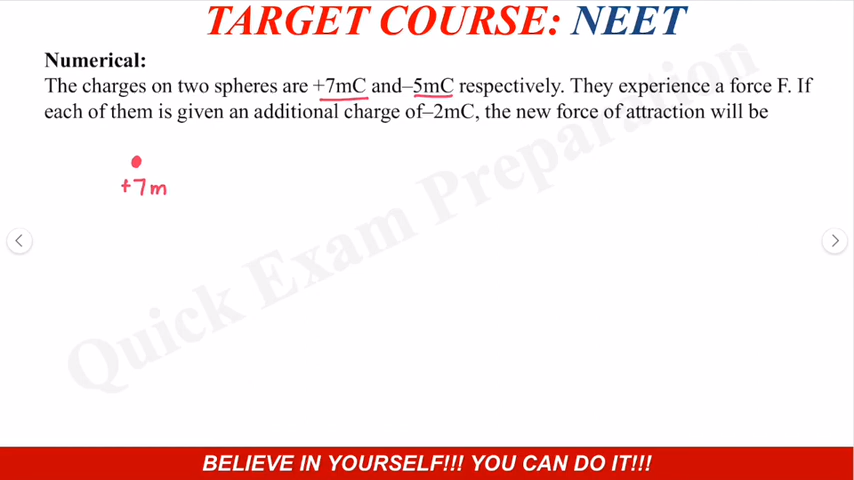 TARGET COURSE: NEET
Numerical:
The charges on two spheres are +7mC and–5mC respectively. They experience a force F. If
each of them is given an additional charge of–2mC, the new force of attraction will be
+7m
Quick Exam Preparation
BELIEVE IN YOURSELF!!! YOU CAN DO IT!!!